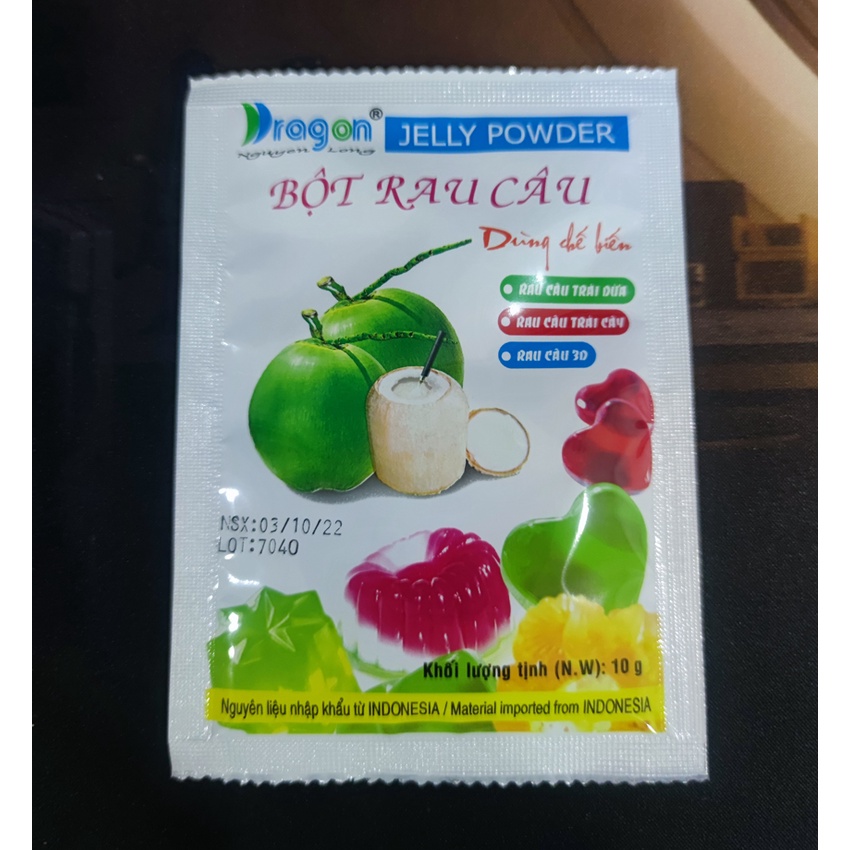 Dragon® JELLY POWDER
Nguyen Long
BỘT RAU CÂU
Dùng chế biến
RAU CÂU TRÁI DỪA
RAU CÂU TRÁI CÂY
RAU CÂU 3D
NSX:03/10/22
LOT:7040
Khối lượng tịnh (N.W): 10 g
Nguyên liệu nhập khẩu từ INDONESIA / Material imported from INDONESIA